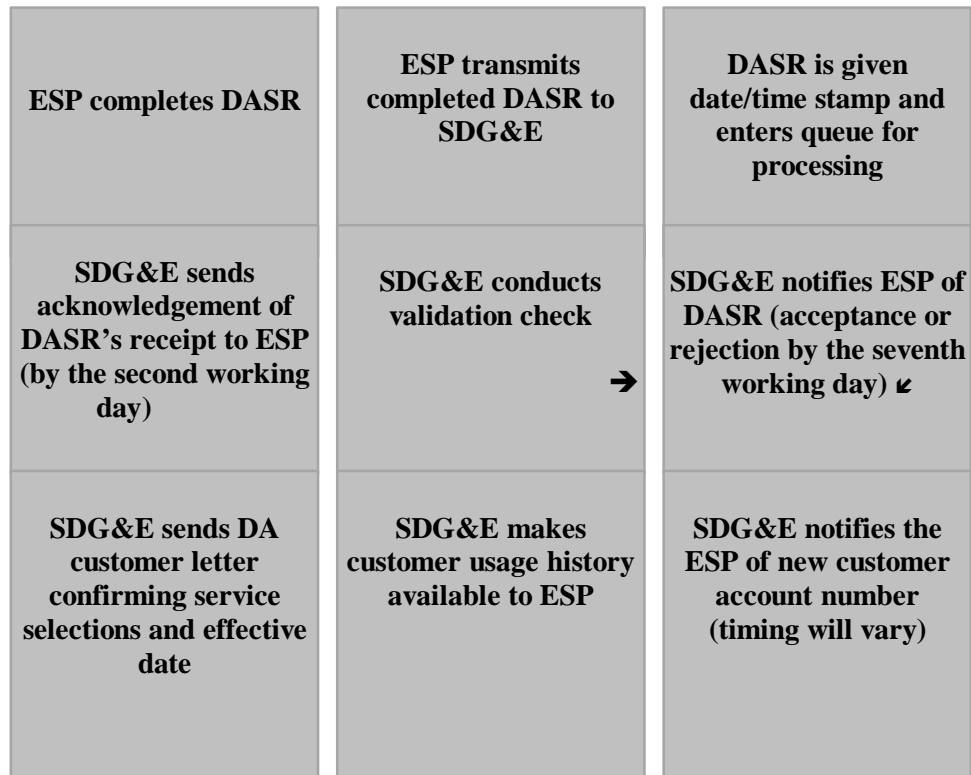 ESP completes DASR
ESP transmits
completed DASR to
SDG&E
DASR is given
date/time stamp and
enters queue for
processing
SDG&E sends
acknowledgement of
DASR’s receipt to ESP
(by the second working
day)
SDG&E conducts
validation check
➔
SDG&E notifies ESP of
DASR (acceptance or
rejection by the seventh
working day) ↙
SDG&E sends DA
customer letter
confirming service
selections and effective
date
SDG&E makes
customer usage history
available to ESP
SDG&E notifies the
ESP of new customer
account number
(timing will vary)